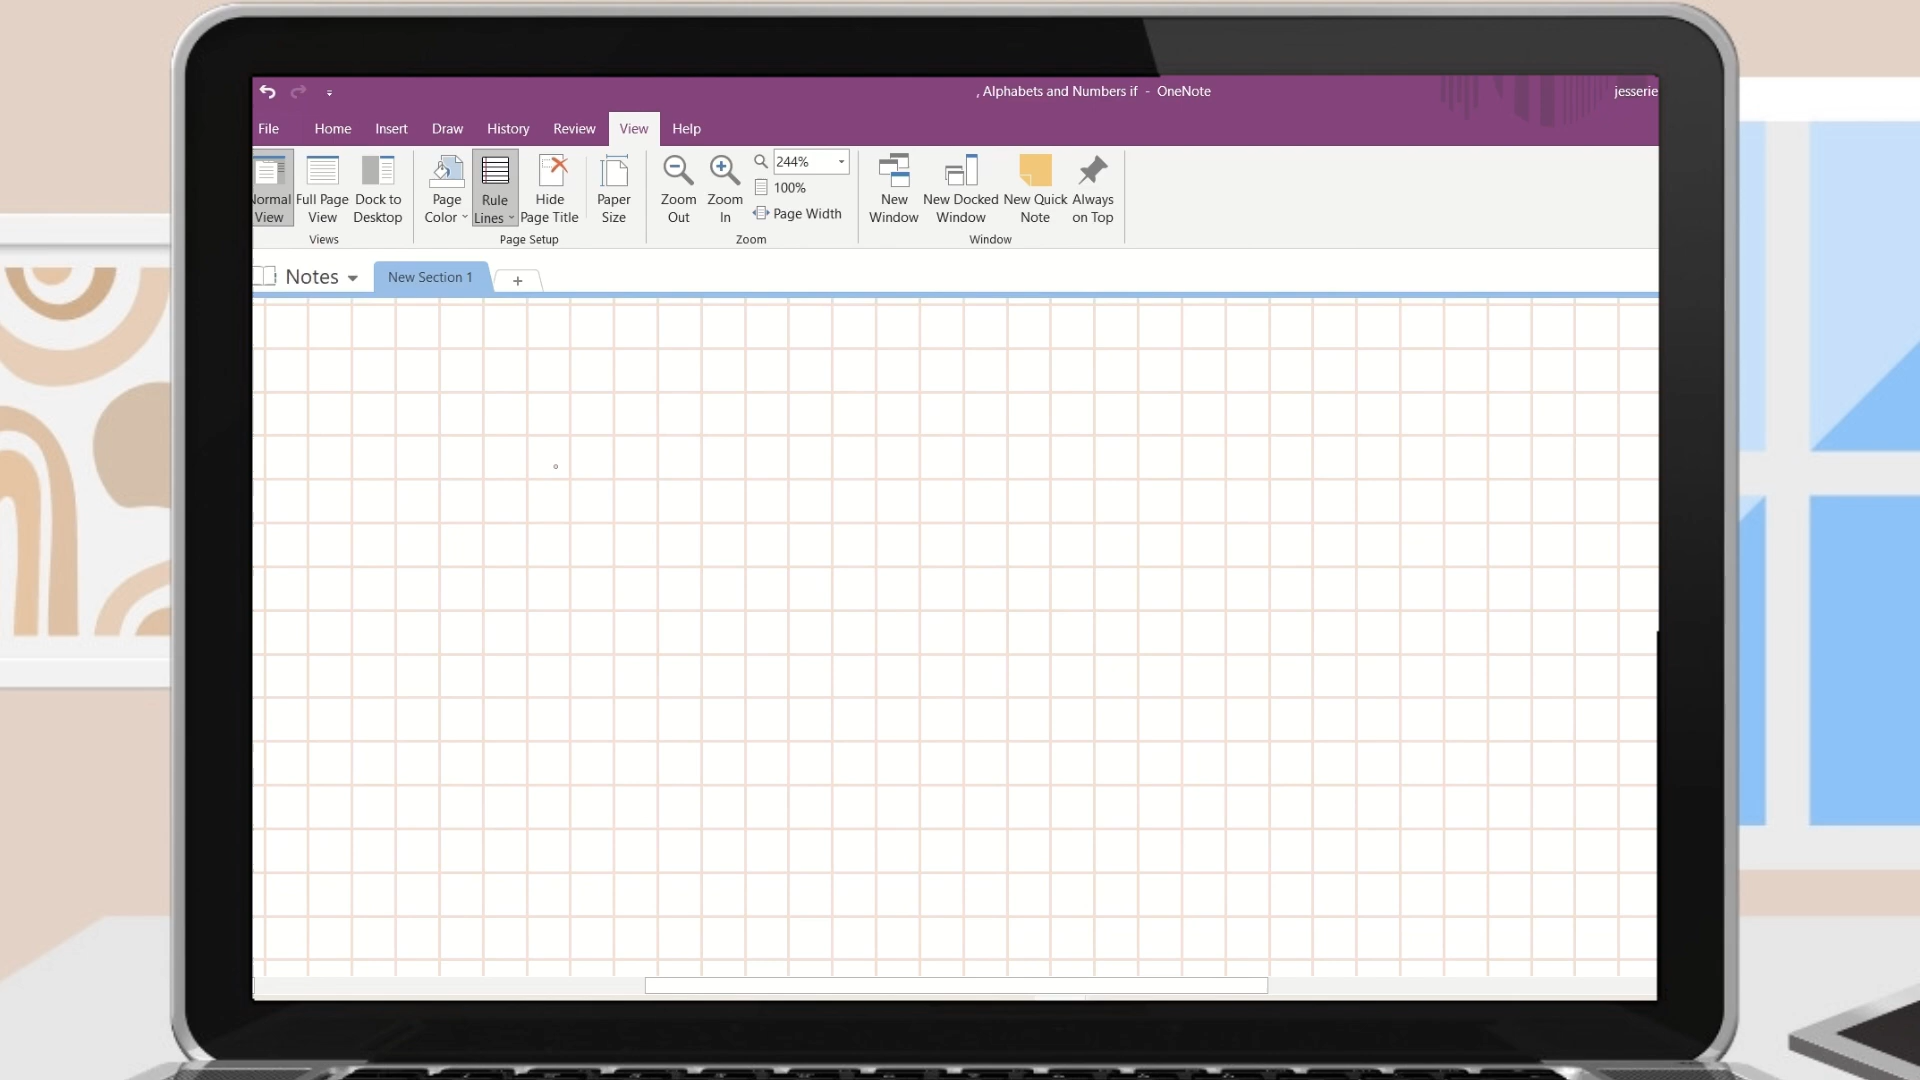 , Alphabets and Numbers if - OneNote
jesserie
File Home Insert Draw History Review View Help
Normal View
Full Page View
Dock to Desktop
Views
Page Color
Rule Lines
Hide Page Title
Paper Size
Page Setup
Zoom Out
Zoom In
244%
100%
Page Width
Zoom
New Window
New Docked Window
New Quick Note
Always on Top
Window
Notes
New Section 1
+